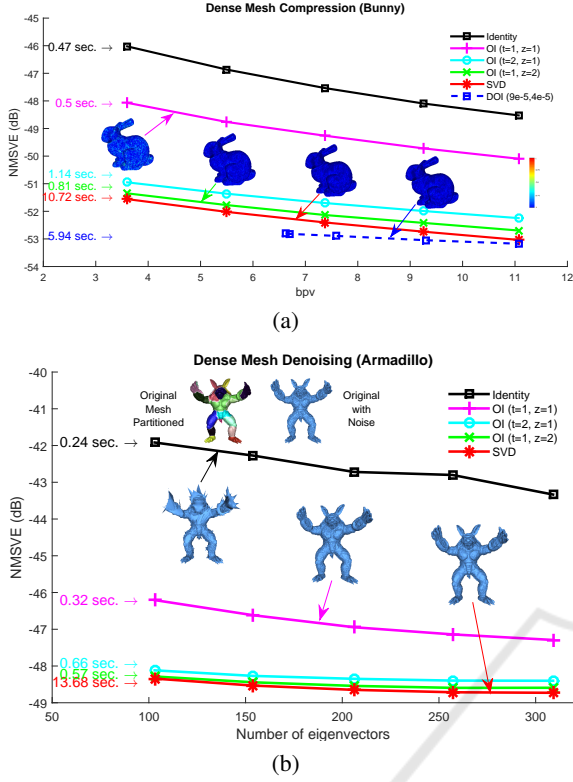 Dense Mesh Compression (Bunny)
-45
-46
-47
-48
-49
-50
-51
-52
-53
-54
NMSVE (dB)
0.47 sec. →
0.5 sec. →
1.14 sec. →
0.81 sec. →
10.72 sec. →
5.94 sec. →
Identity
OI (t=1, z=1)
OI (t=2, z=1)
OI (t=1, z=2)
SVD
DOI (9e-5,4e-5)
2 3 4 5 6 7 8 9 10 11 12
bpv
(a)
Dense Mesh Denoising (Armadillo)
-40
-41
-42
-43
-44
-45
-46
-47
-48
-49
NMSVE (dB)
Original
Mesh
Partitioned
Original
with
Noise
Identity
OI (t=1, z=1)
OI (t=2, z=1)
OI (t=1, z=2)
SVD
0.24 sec. →
0.32 sec. →
0.66 sec. →
0.57 sec. →
13.68 sec. →
50 100 150 200 250 300
Number of eigenvectors
(b)